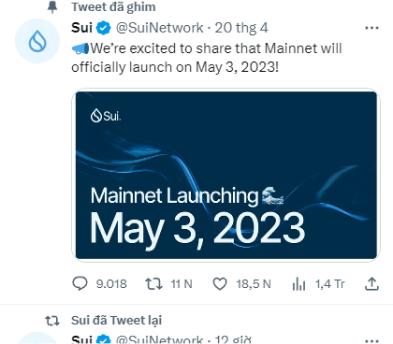 Tweet đã ghim
Sui @SuiNetwork · 20 thg 4
We're excited to share that Mainnet will
officially launch on May 3, 2023!
Sui.
Mainnet Launching
May 3, 2023
9.018 11 N 18,5 N 1,4 Tr
Sui đã Tweet lại
Sui @SuiNetwork · 12 giờ